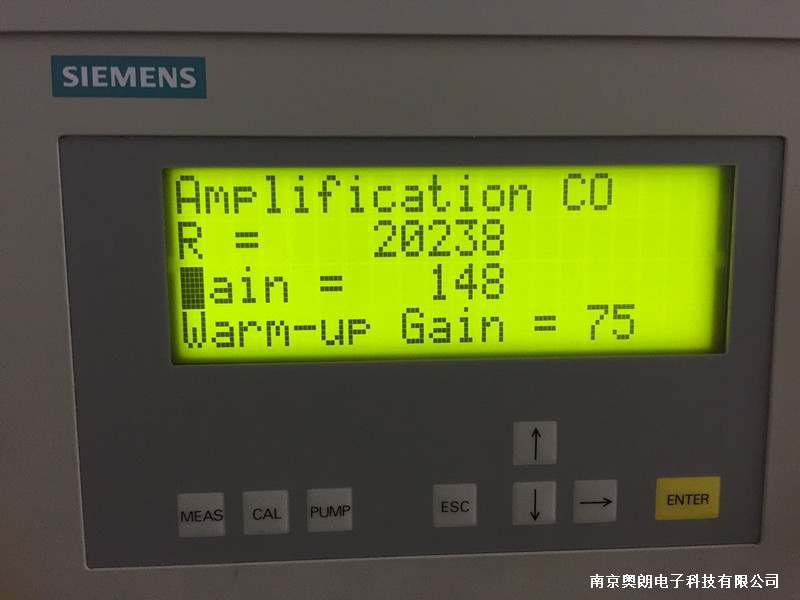 SIEMENS
Amplification CO
R = 20238
ain = 148
Warm-up Gain = 75
↑
MEAS CAL PUMP ESC ↓ → ENTER
南京奥朗电子科技有限公司